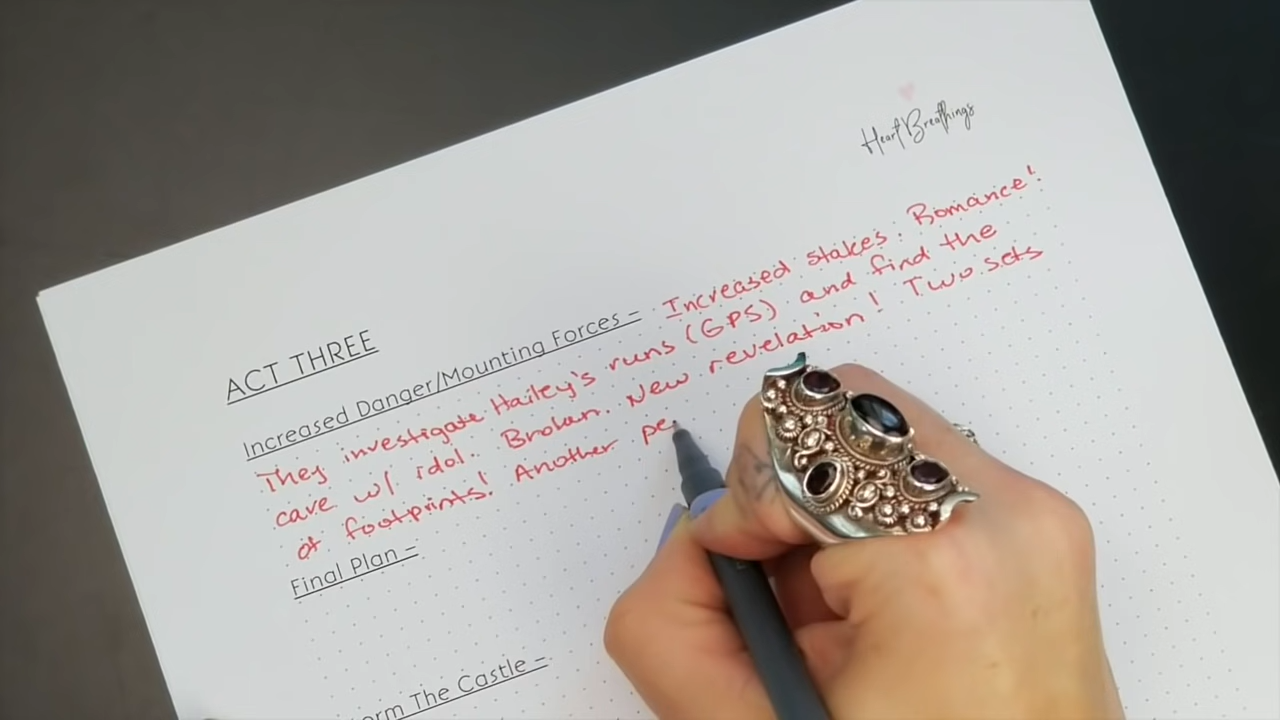 Heart Breathings
ACT THREE
Increased Danger/Mounting Forces - Increased stakes. Romance!
They investigate Hailey's runs (GPS) and find the
cave w/ idol. Broken. New revelation! Two sets
of footprints! Another pe
Final Plan -
orm The Castle -